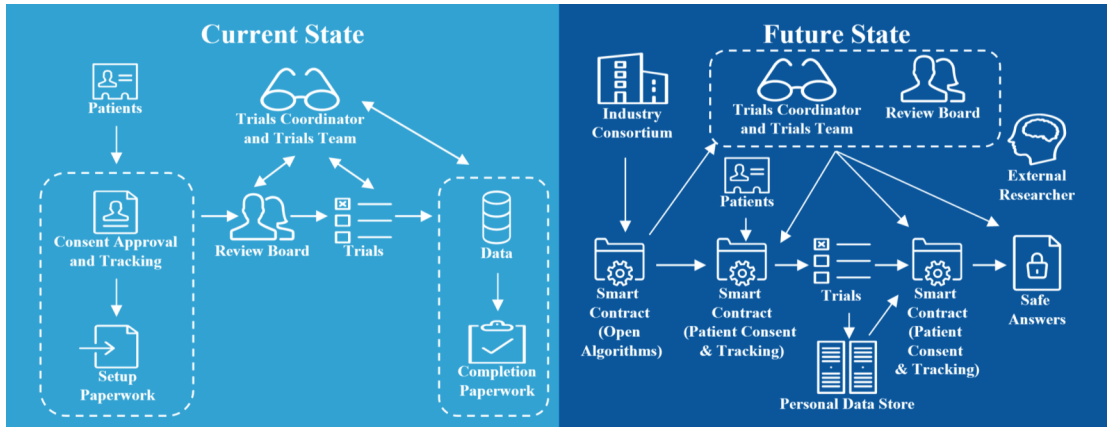 Current State
Patients
Trials Coordinator
and Trials Team
Consent Approval
and Tracking
Review Board
Trials
Data
Setup
Paperwork
Completion
Paperwork
Future State
Industry
Consortium
Trials Coordinator
and Trials Team
Review Board
External
Researcher
Patients
Smart
Contract
(Open
Algorithms)
Smart
Contract
(Patient Consent
& Tracking)
Trials
Smart
Contract
(Patient
Consent
& Tracking)
Safe
Answers
Personal Data Store